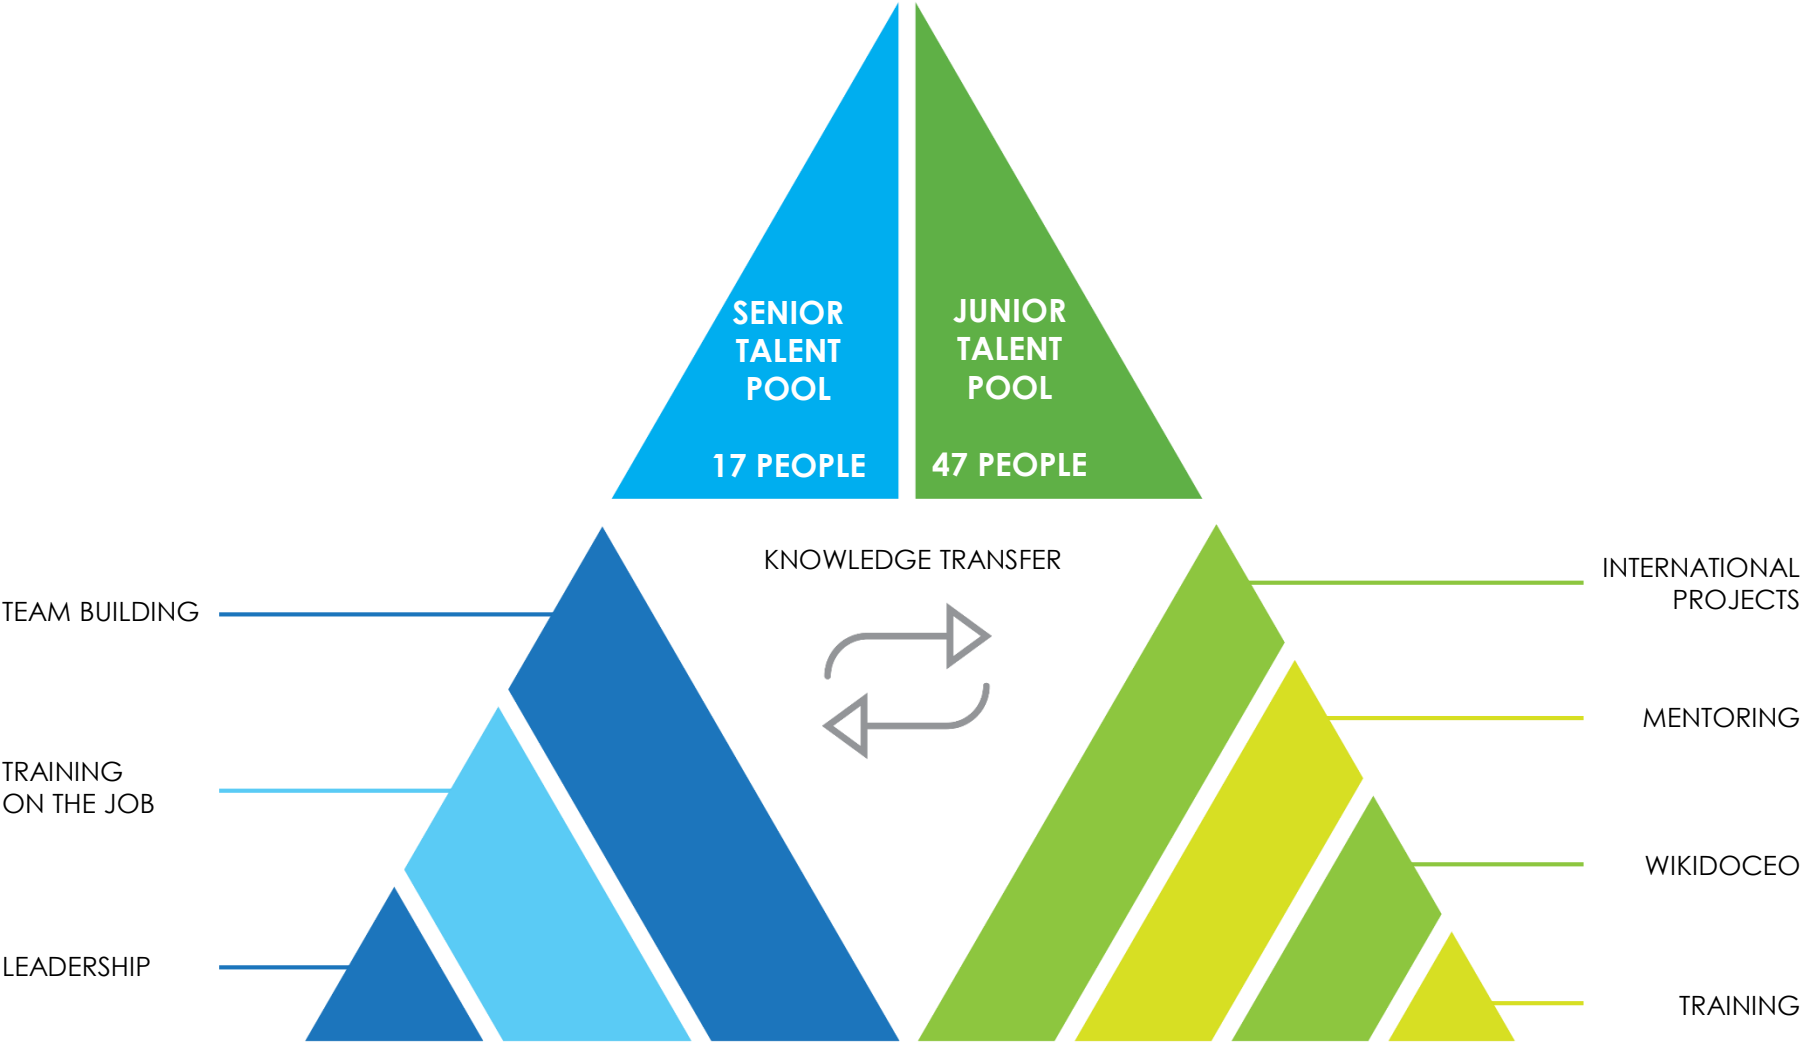 SENIOR
TALENT
POOL
17 PEOPLE
JUNIOR
TALENT
POOL
47 PEOPLE
KNOWLEDGE TRANSFER
TEAM BUILDING
TRAINING
ON THE JOB
LEADERSHIP
INTERNATIONAL
PROJECTS
MENTORING
WIKIDOCEO
TRAINING